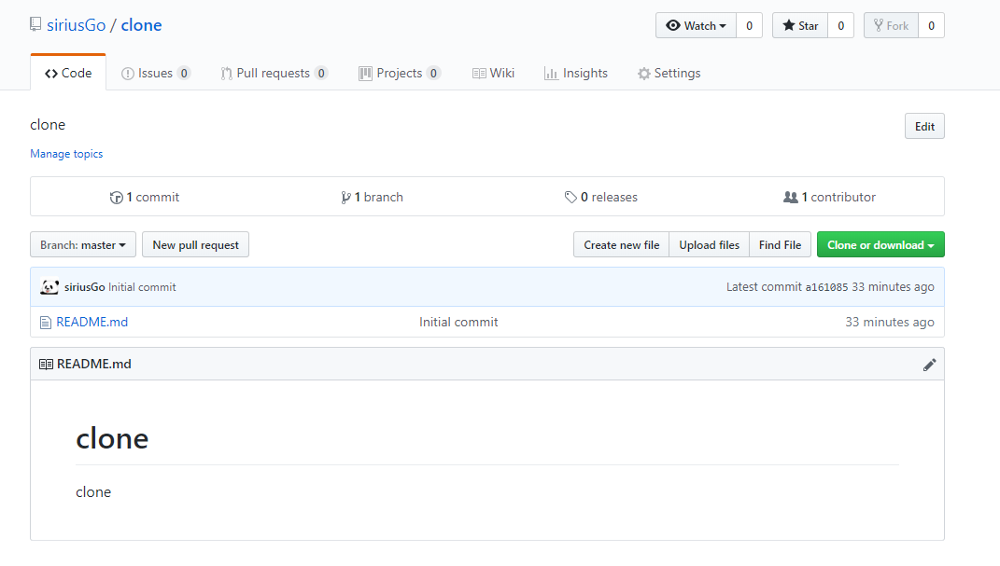 siriusGo / clone Watch 0 Star 0 Fork 0
Code Issues 0 Pull requests 0 Projects 0 Wiki Insights Settings
clone Edit
Manage topics
1 commit 1 branch 0 releases 1 contributor
Branch: master New pull request Create new file Upload files Find File Clone or download
siriusGo Initial commit Latest commit a161085 33 minutes ago
README.md Initial commit 33 minutes ago
README.md
clone
clone